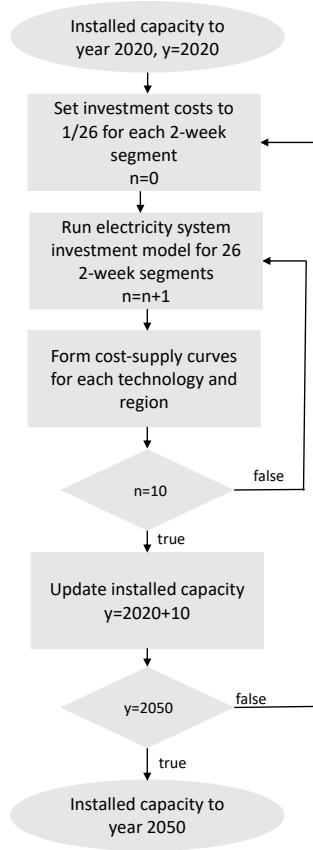 Installed capacity to
year 2020, y=2020
Set investment costs to
1/26 for each 2-week
segment
n=0
Run electricity system
investment model for 26
2-week segments
n=n+1
Form cost-supply curves
for each technology and
region
n=10
false
true
Update installed capacity
y=2020+10
y=2050
false
true
Installed capacity to
year 2050